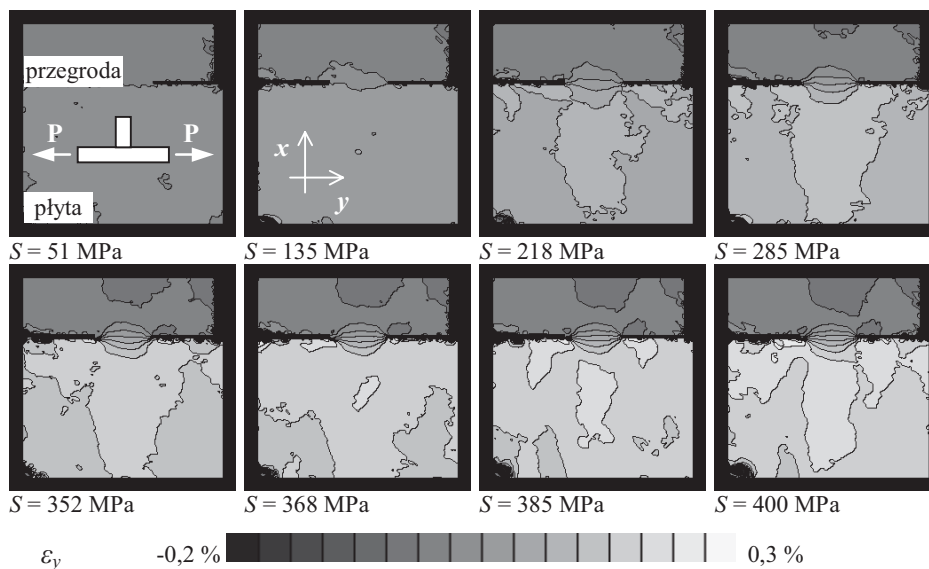 przegroda
P P
x
y
płyta
S = 51 MPa S = 135 MPa S = 218 MPa S = 285 MPa
S = 352 MPa S = 368 MPa S = 385 MPa S = 400 MPa
εy -0,2 % 0,3 %